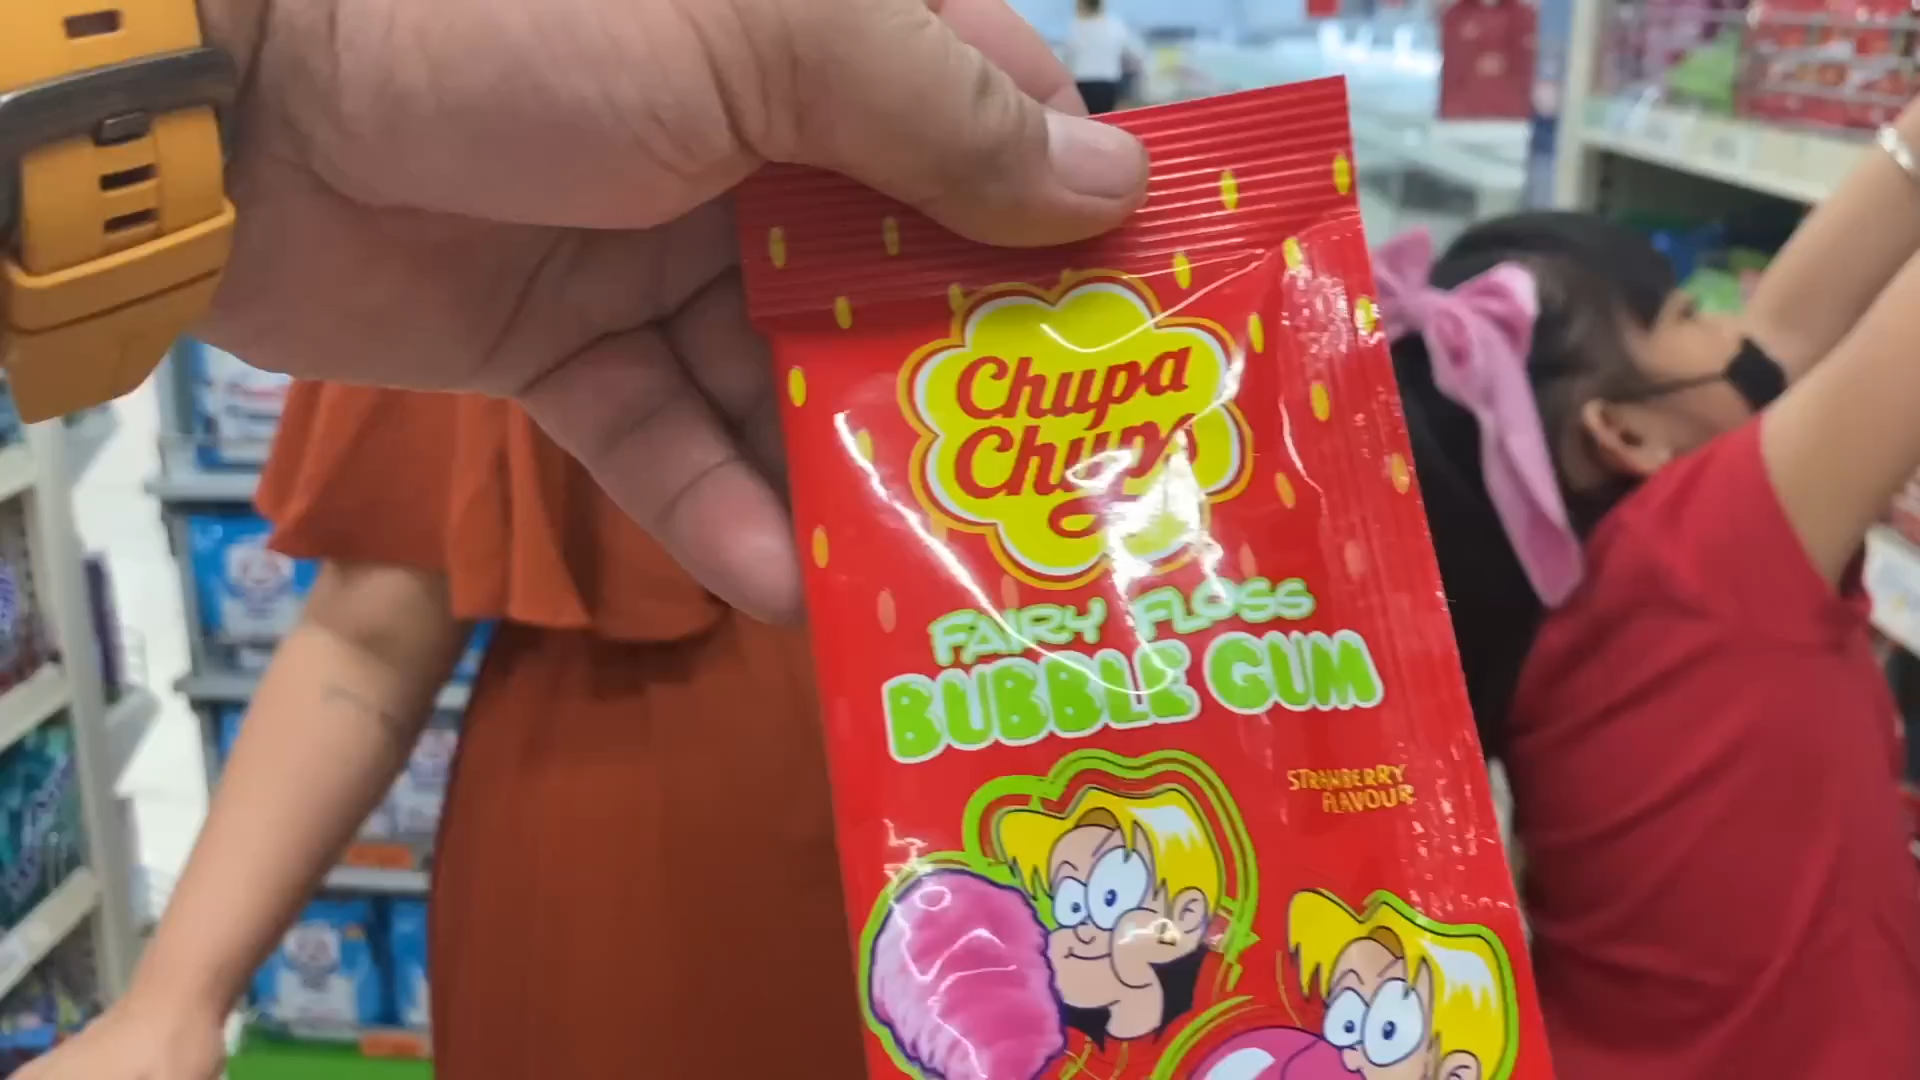 Chupa
Chups
FAIRY FLOSS
BUBBLE GUM
STRAWBERRY
FLAVOUR